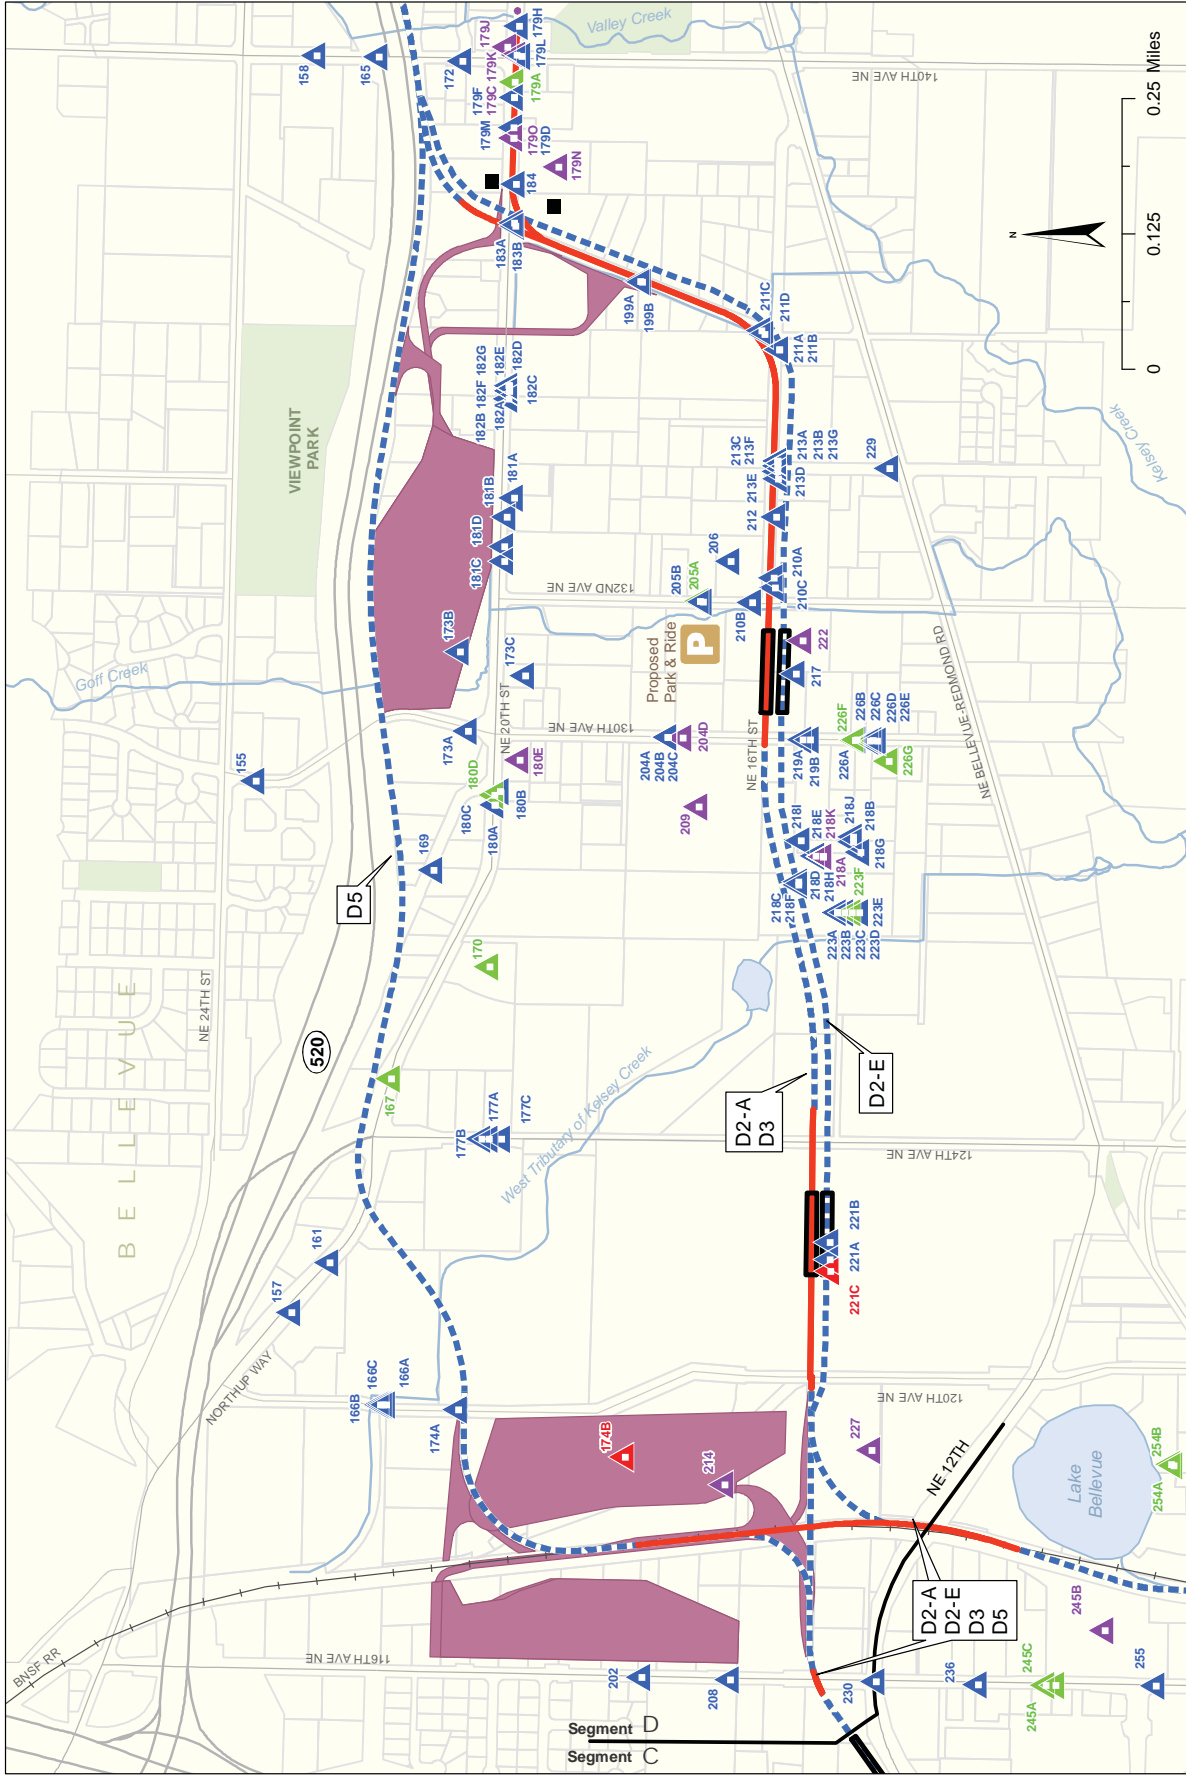 Valley Creek
179J
179H
179K
179L
158
165
172
179F
179C
179A
140TH AVE NE
179M
179O
179D
179N
0.25 Miles
184
183A
183B
N
0.125
199A
199B
211C
211D
211A
211B
0
VIEWPOINT
PARK
182B
182F
182G
182A
182E
182D
182C
Kelsey Creek
213C
213F
213E
213A
213B
213G
213D
229
181A
181B
181D
181C
212
206
205B
205A
132ND AVE NE
210A
210C
210B
173B
173C
Goff Creek
Proposed
Park & Ride
P
222
217
NE 20TH ST
130TH AVE NE
NE 16TH ST
NE BELLEVUE-REDMOND RD
173A
180E
180D
180C
180B
180A
204A
204B
204C
204D
209
219A
219B
226F
226A
226B
226C
226D
226E
226G
155
169
D5
170
218I
218E
218K
218J
218B
218G
218C
218F
218D
218H
218A
223F
223A
223B
223C
223D
223E
BELLEVUE
NE 24TH ST
520
167
177B
177A
177C
West Tributary of Kelsey Creek
D2-A
D3
D2-E
124TH AVE NE
161
157
221B
221A
221C
NORTHUP WAY
166B
166C
166A
174A
174B
214
227
120TH AVE NE
NE 12TH
Lake
Bellevue
254A
254B
BNSF RR
116TH AVE NE
202
208
230
236
D2-A
D2-E
D3
D5
245C
245A
245B
255
Segment D
Segment C